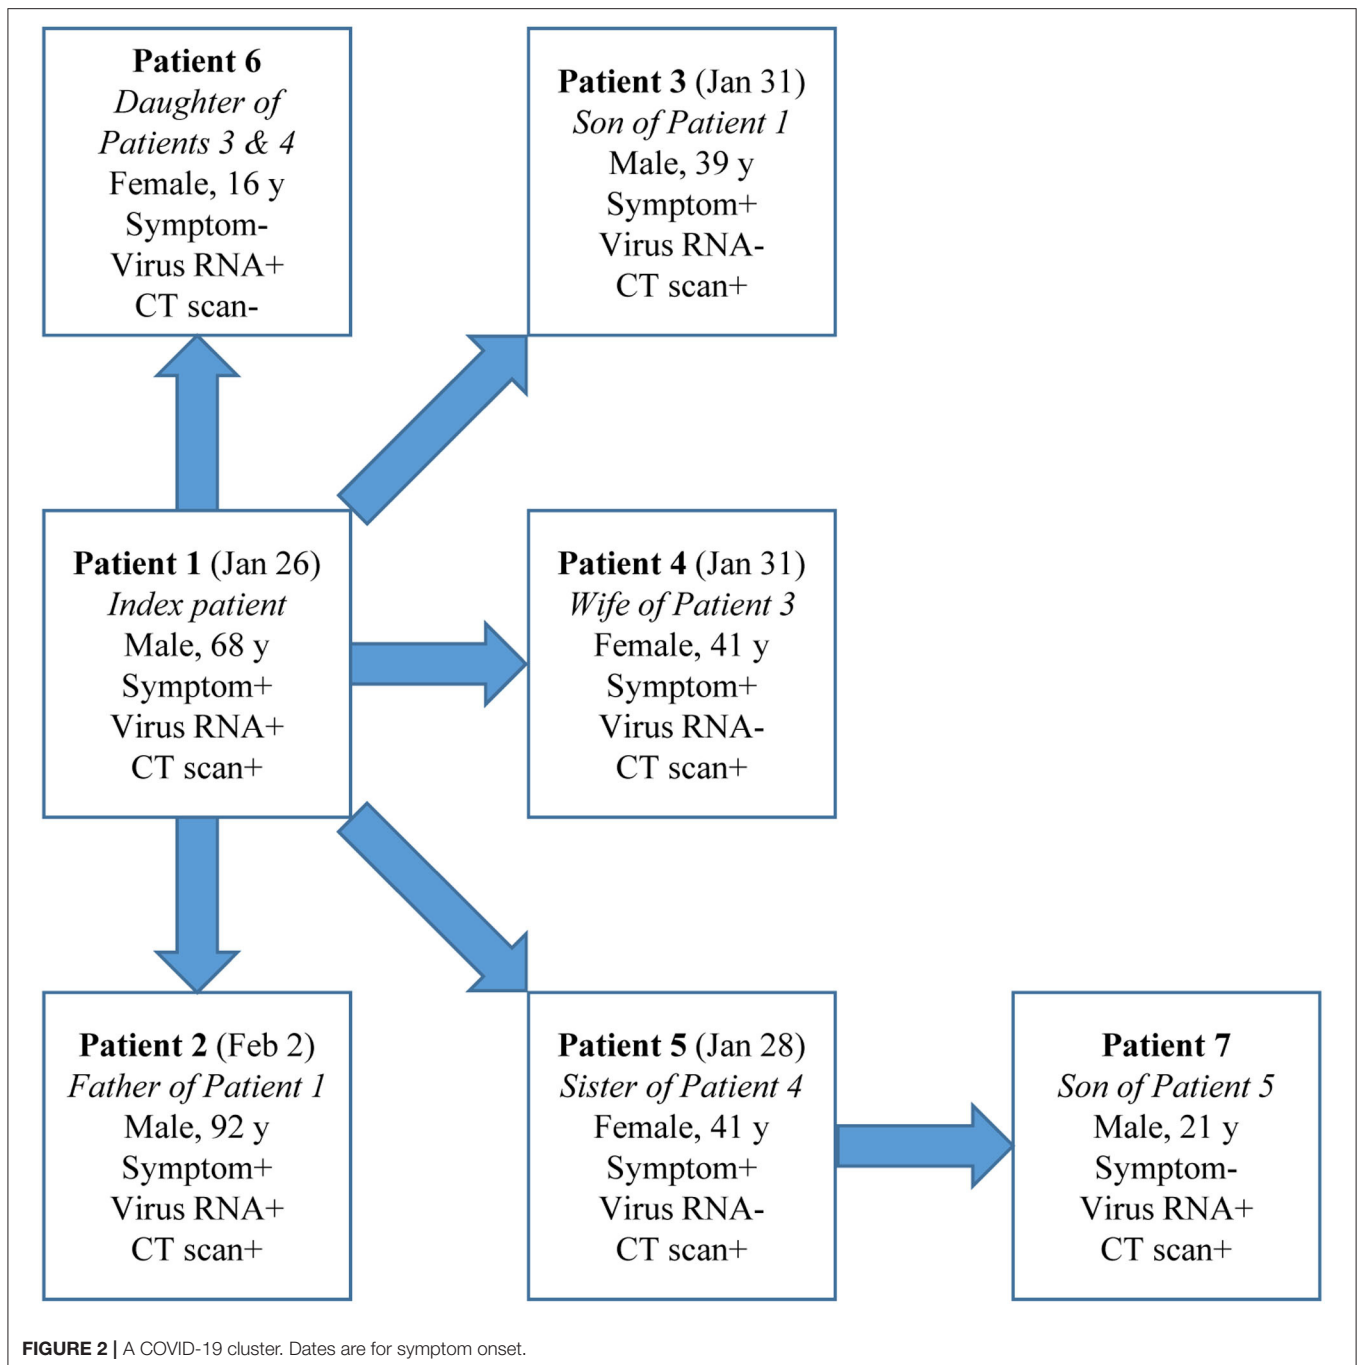 Patient 6
Daughter of
Patients 3 & 4
Female, 16 y
Symptom-
Virus RNA+
CT scan-
Patient 3 (Jan 31)
Son of Patient 1
Male, 39 y
Symptom+
Virus RNA-
CT scan+
Patient 1 (Jan 26)
Index patient
Male, 68 y
Symptom+
Virus RNA+
CT scan+
Patient 4 (Jan 31)
Wife of Patient 3
Female, 41 y
Symptom+
Virus RNA-
CT scan+
Patient 2 (Feb 2)
Father of Patient 1
Male, 92 y
Symptom+
Virus RNA+
CT scan+
Patient 5 (Jan 28)
Sister of Patient 4
Female, 41 y
Symptom+
Virus RNA-
CT scan+
Patient 7
Son of Patient 5
Male, 21 y
Symptom-
Virus RNA+
CT scan+
FIGURE 2 | A COVID-19 cluster. Dates are for symptom onset.